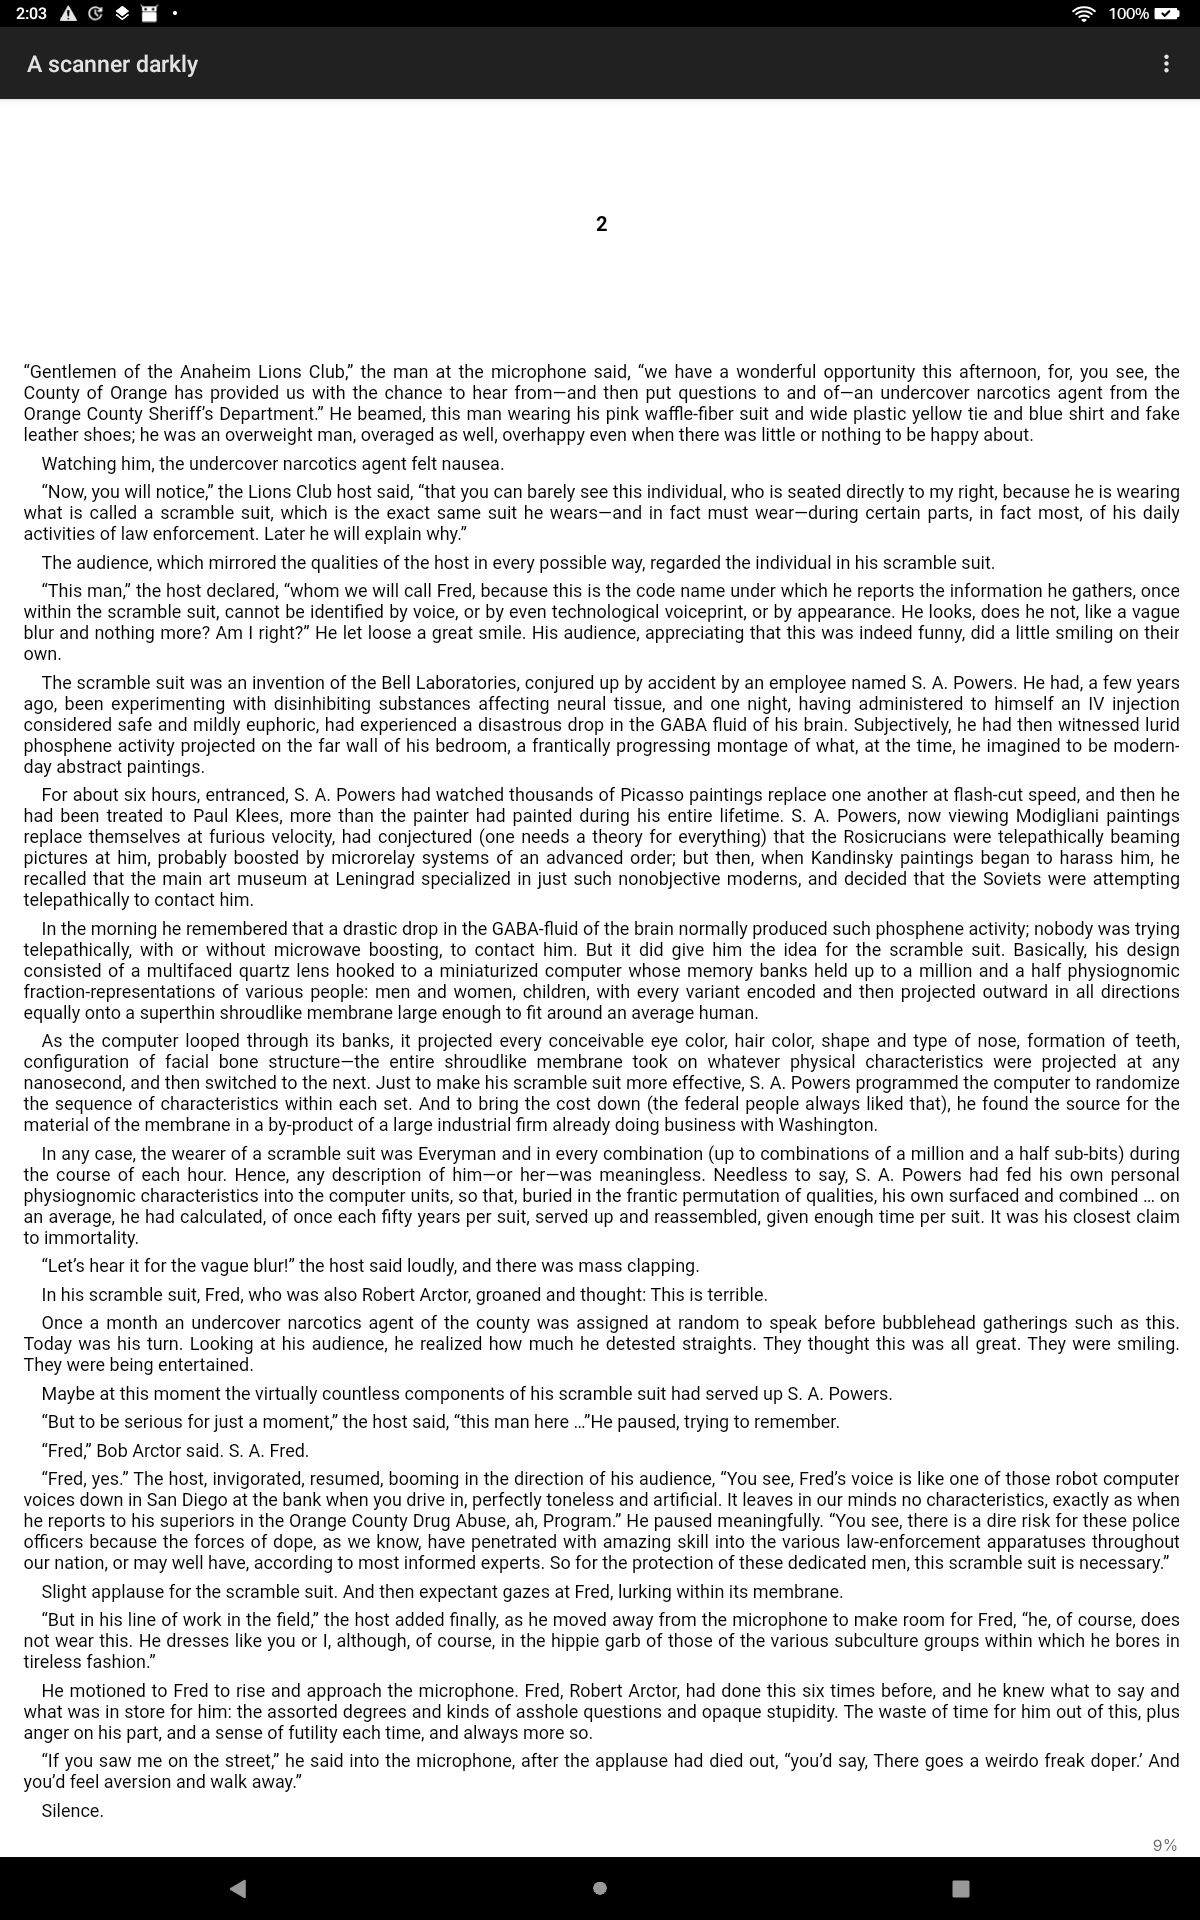 2:03
100%
A scanner darkly
2
“Gentlemen of the Anaheim Lions Club,” the man at the microphone said, “we have a wonderful opportunity this afternoon, for, you see, the
County of Orange has provided us with the chance to hear from—and then put questions to and of—an undercover narcotics agent from the
Orange County Sheriff’s Department.” He beamed, this man wearing his pink waffle-fiber suit and wide plastic yellow tie and blue shirt and fake
leather shoes; he was an overweight man, overaged as well, overhappy even when there was little or nothing to be happy about.
Watching him, the undercover narcotics agent felt nausea.
“Now, you will notice,” the Lions Club host said, “that you can barely see this individual, who is seated directly to my right, because he is wearing
what is called a scramble suit, which is the exact same suit he wears—and in fact must wear—during certain parts, in fact most, of his daily
activities of law enforcement. Later he will explain why.”
The audience, which mirrored the qualities of the host in every possible way, regarded the individual in his scramble suit.
“This man,” the host declared, “whom we will call Fred, because this is the code name under which he reports the information he gathers, once
within the scramble suit, cannot be identified by voice, or by even technological voiceprint, or by appearance. He looks, does he not, like a vague
blur and nothing more? Am I right?” He let loose a great smile. His audience, appreciating that this was indeed funny, did a little smiling on their
own.
The scramble suit was an invention of the Bell Laboratories, conjured up by accident by an employee named S. A. Powers. He had, a few years
ago, been experimenting with disinhibiting substances affecting neural tissue, and one night, having administered to himself an IV injection
considered safe and mildly euphoric, had experienced a disastrous drop in the GABA fluid of his brain. Subjectively, he had then witnessed lurid
phosphene activity projected on the far wall of his bedroom, a frantically progressing montage of what, at the time, he imagined to be modern-
day abstract paintings.
For about six hours, entranced, S. A. Powers had watched thousands of Picasso paintings replace one another at flash-cut speed, and then he
had been treated to Paul Klees, more than the painter had painted during his entire lifetime. S. A. Powers, now viewing Modigliani paintings
replace themselves at furious velocity, had conjectured (one needs a theory for everything) that the Rosicrucians were telepathically beaming
pictures at him, probably boosted by microrelay systems of an advanced order; but then, when Kandinsky paintings began to harass him, he
recalled that the main art museum at Leningrad specialized in just such nonobjective moderns, and decided that the Soviets were attempting
telepathically to contact him.
In the morning he remembered that a drastic drop in the GABA-fluid of the brain normally produced such phosphene activity; nobody was trying
telepathically, with or without microwave boosting, to contact him. But it did give him the idea for the scramble suit. Basically, his design
consisted of a multifaced quartz lens hooked to a miniaturized computer whose memory banks held up to a million and a half physiognomic
fraction-representations of various people: men and women, children, with every variant encoded and then projected outward in all directions
equally onto a superthin shroudlike membrane large enough to fit around an average human.
As the computer looped through its banks, it projected every conceivable eye color, hair color, shape and type of nose, formation of teeth,
configuration of facial bone structure—the entire shroudlike membrane took on whatever physical characteristics were projected at any
nanosecond, and then switched to the next. Just to make his scramble suit more effective, S. A. Powers programmed the computer to randomize
the sequence of characteristics within each set. And to bring the cost down (the federal people always liked that), he found the source for the
material of the membrane in a by-product of a large industrial firm already doing business with Washington.
In any case, the wearer of a scramble suit was Everyman and in every combination (up to combinations of a million and a half sub-bits) during
the course of each hour. Hence, any description of him—or her—was meaningless. Needless to say, S. A. Powers had fed his own personal
physiognomic characteristics into the computer units, so that, buried in the frantic permutation of qualities, his own surfaced and combined … on
an average, he had calculated, of once each fifty years per suit, served up and reassembled, given enough time per suit. It was his closest claim
to immortality.
“Let’s hear it for the vague blur!” the host said loudly, and there was mass clapping.
In his scramble suit, Fred, who was also Robert Arctor, groaned and thought: This is terrible.
Once a month an undercover narcotics agent of the county was assigned at random to speak before bubblehead gatherings such as this.
Today was his turn. Looking at his audience, he realized how much he detested straights. They thought this was all great. They were smiling.
They were being entertained.
Maybe at this moment the virtually countless components of his scramble suit had served up S. A. Powers.
“But to be serious for just a moment,” the host said, “this man here …”He paused, trying to remember.
“Fred,” Bob Arctor said. S. A. Fred.
“Fred, yes.” The host, invigorated, resumed, booming in the direction of his audience, “You see, Fred’s voice is like one of those robot computer
voices down in San Diego at the bank when you drive in, perfectly toneless and artificial. It leaves in our minds no characteristics, exactly as when
he reports to his superiors in the Orange County Drug Abuse, ah, Program.” He paused meaningfully. “You see, there is a dire risk for these police
officers because the forces of dope, as we know, have penetrated with amazing skill into the various law-enforcement apparatuses throughout
our nation, or may well have, according to most informed experts. So for the protection of these dedicated men, this scramble suit is necessary.”
Slight applause for the scramble suit. And then expectant gazes at Fred, lurking within its membrane.
“But in his line of work in the field,” the host added finally, as he moved away from the microphone to make room for Fred, “he, of course, does
not wear this. He dresses like you or I, although, of course, in the hippie garb of those of the various subculture groups within which he bores in
tireless fashion.”
He motioned to Fred to rise and approach the microphone. Fred, Robert Arctor, had done this six times before, and he knew what to say and
what was in store for him: the assorted degrees and kinds of asshole questions and opaque stupidity. The waste of time for him out of this, plus
anger on his part, and a sense of futility each time, and always more so.
“If you saw me on the street,” he said into the microphone, after the applause had died out, “you’d say, There goes a weirdo freak doper.’ And
you’d feel aversion and walk away.”
Silence.
9%